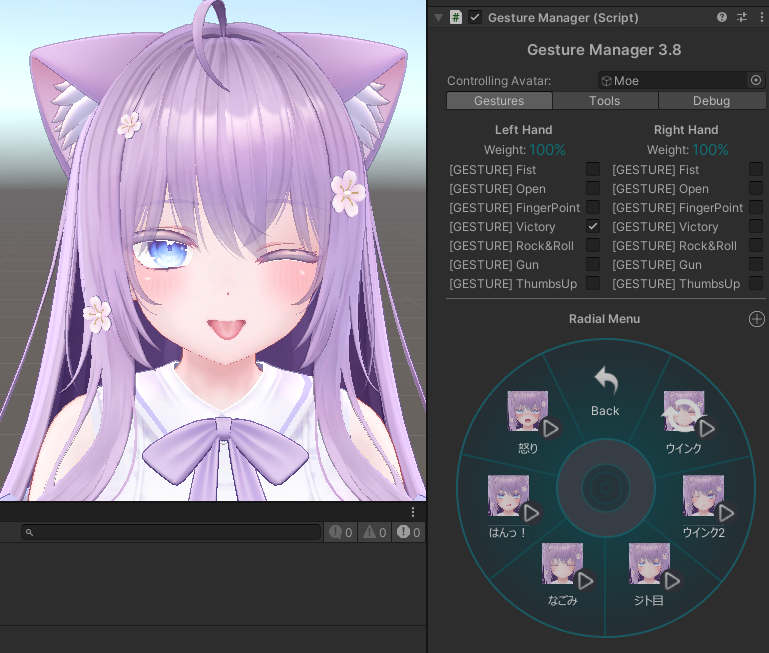 Gesture Manager (Script)
Gesture Manager 3.8
Controlling Avatar: Moe
Gestures Tools Debug
Left Hand Right Hand
Weight: 100% Weight: 100%
[GESTURE] Fist [GESTURE] Fist
[GESTURE] Open [GESTURE] Open
[GESTURE] FingerPoint [GESTURE] FingerPoint
[GESTURE] Victory [GESTURE] Victory
[GESTURE] Rock&Roll [GESTURE] Rock&Roll
[GESTURE] Gun [GESTURE] Gun
[GESTURE] ThumbsUp [GESTURE] ThumbsUp
Radial Menu
Back
怒り ウインク
はんっ！ ウインク2
なごみ ジト目
0 0 0